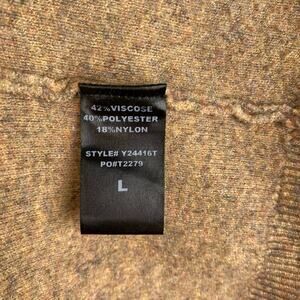 42%VISCOSE
40%POLYESTER
18%NYLON
STYLE# Y24416T
PO#T2279
L